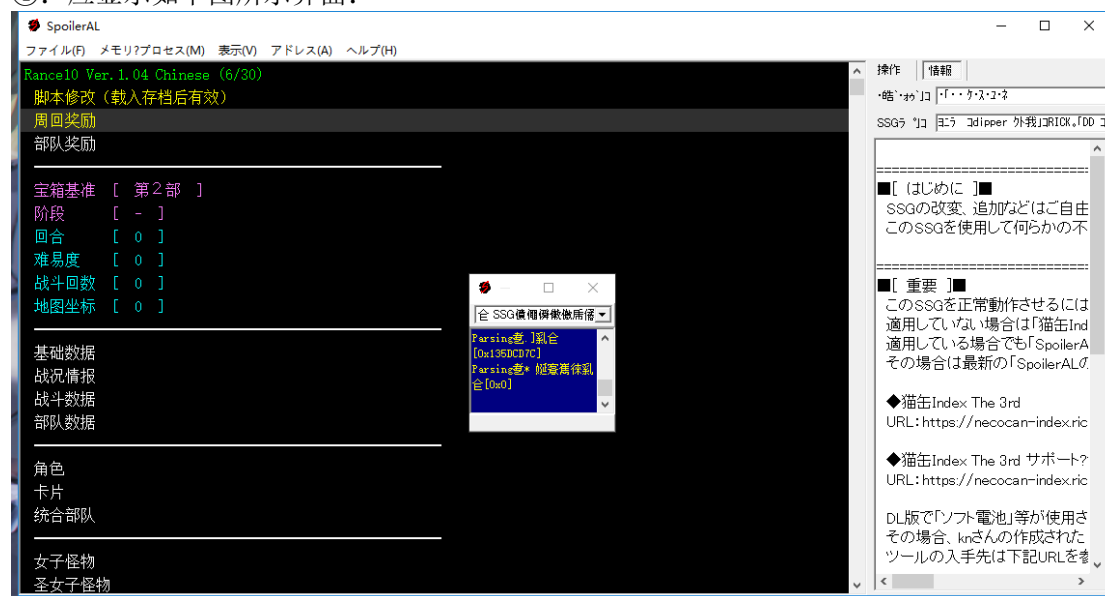 SpoilerAL
ファイル(F) メモリ?プロセス(M) 表示(V) アドレス(A) ヘルプ(H)
Rance10 Ver.1.04 Chinese (6/30)
脚本修改（载入存档后有效）
周回奖励
部队奖励
宝箱基准 [ 第2部 ]
阶段 [ - ]
回合 [ 0 ]
难易度 [ 0 ]
战斗回数 [ 0 ]
地图坐标 [ 0 ]
基础数据
战况情报
战斗数据
部队数据
角色
卡片
统合部队
女子怪物
圣女子怪物
[0x135DCD7C]
[0x0]
操作 情報
■[ はじめに ]■
SSGの改変、追加などはご自由
このSSGを使用して何らかの不
■[ 重要 ]■
このSSGを正常動作させるには
適用していない場合は「猫缶Ind
適用している場合でも「SpoilerA
その場合は最新の「SpoilerALの
◆猫缶Index The 3rd
URL：https://necocan-index.ric
◆猫缶Index The 3rd サポート?
URL：https://necocan-index.ric
DL版で「ソフト電池」等が使用さ
その場合、knさんの作成された
ツールの入手先は下記URLを参